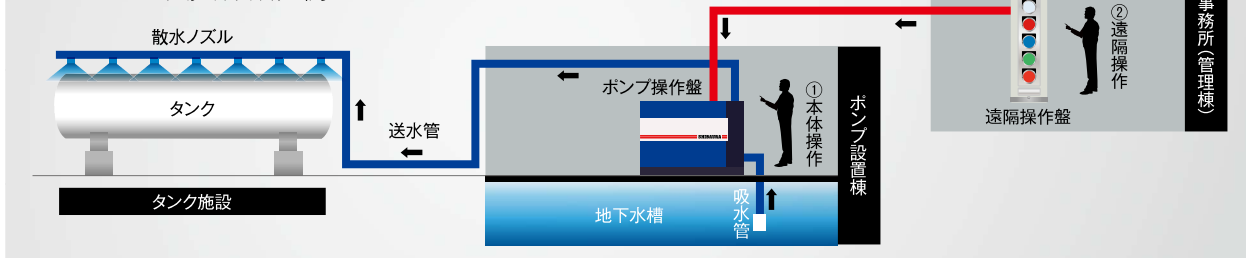 散水ノズル
タンク
送水管
タンク施設
ポンプ操作盤
①本体操作
ポンプ設置棟
地下水槽
吸水管
②遠隔操作
遠隔操作盤
事務所(管理棟)